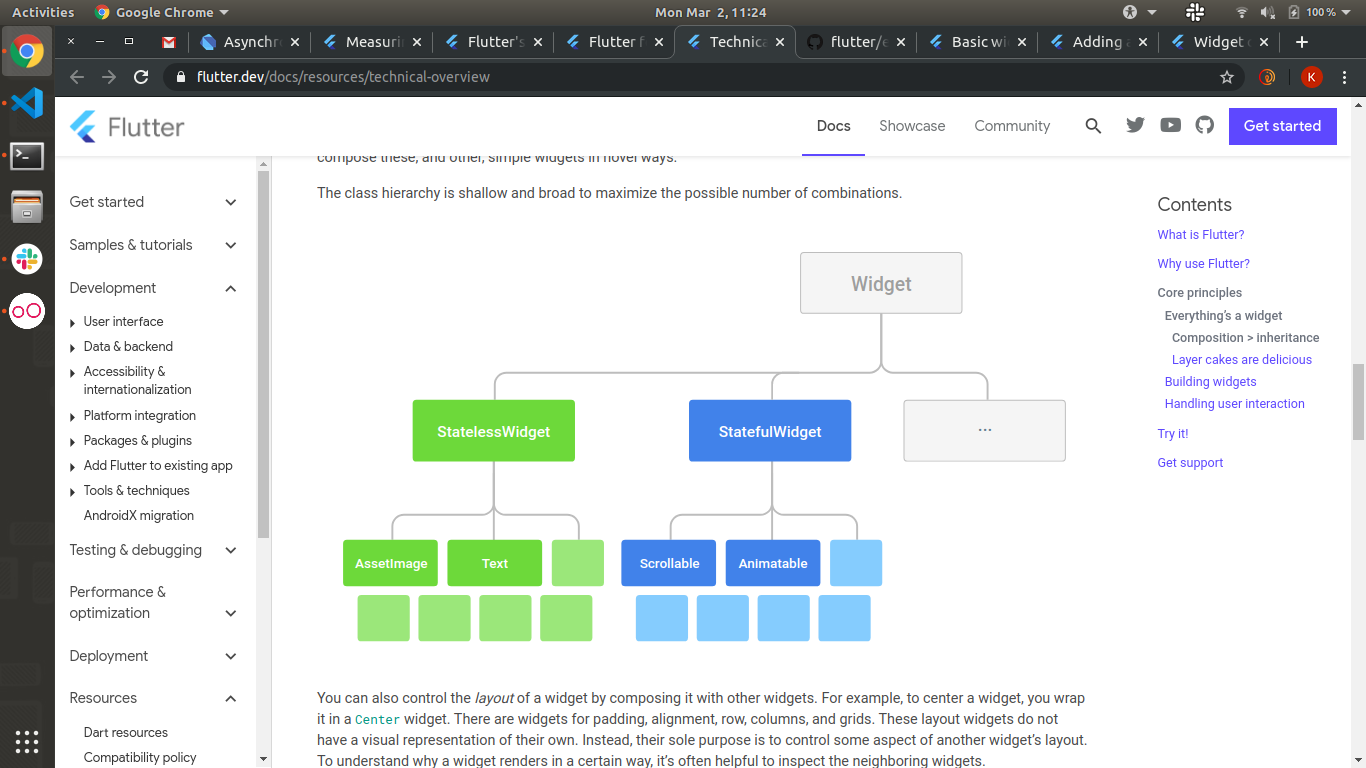 Activities
Google Chrome
Mon Mar 2, 11:24
100 %
Asynchr
Measuri
Flutter's
Flutter f
Technica
flutter/e
Basic wi
Adding a
Widget
flutter.dev/docs/resources/technical-overview
K
Flutter
Docs
Showcase
Community
Get started
Get started
Samples & tutorials
Development
User interface
Data & backend
Accessibility &
internationalization
Platform integration
Packages & plugins
Add Flutter to existing app
Tools & techniques
AndroidX migration
Testing & debugging
Performance &
optimization
Deployment
Resources
Dart resources
Compatibility policy
compose these, and other, simple widgets in novel ways.
The class hierarchy is shallow and broad to maximize the possible number of combinations.
Widget
StatelessWidget
StatefulWidget
...
AssetImage
Text
Scrollable
Animatable
You can also control the layout of a widget by composing it with other widgets. For example, to center a widget, you wrap
it in a Center widget. There are widgets for padding, alignment, row, columns, and grids. These layout widgets do not
have a visual representation of their own. Instead, their sole purpose is to control some aspect of another widget's layout.
To understand why a widget renders in a certain way, it's often helpful to inspect the neighboring widgets.
Contents
What is Flutter?
Why use Flutter?
Core principles
Everything's a widget
Composition > inheritance
Layer cakes are delicious
Building widgets
Handling user interaction
Try it!
Get support